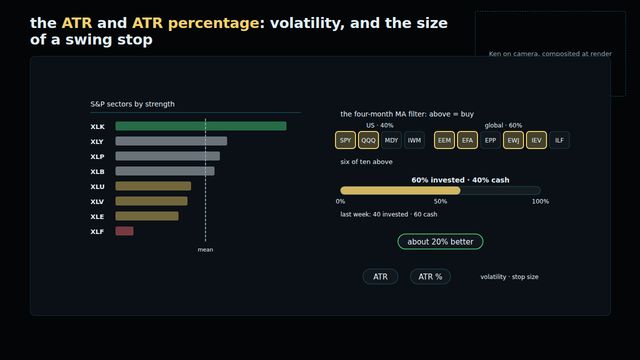 the ATR and ATR percentage: volatility, and the size
of a swing stop
Ken on camera, composited at render
S&P sectors by strength
XLK
XLY
XLP
XLB
XLU
XLV
XLE
XLF
mean
the four-month MA filter: above = buy
US · 40% global · 60%
SPY QQQ MDY IWM EEM EFA EPP EWJ IEV ILF
six of ten above
60% invested · 40% cash
0% 50% 100%
last week: 40 invested · 60 cash
about 20% better
ATR ATR % volatility · stop size